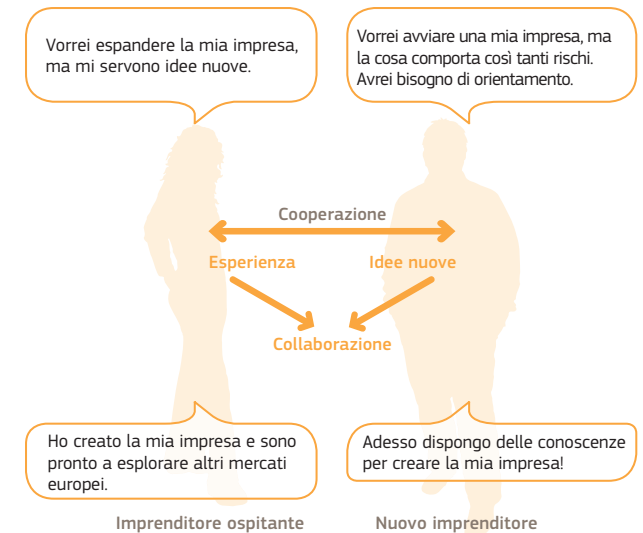 Vorrei espandere la mia impresa,
ma mi servono idee nuove.
Vorrei avviare una mia impresa, ma
la cosa comporta così tanti rischi.
Avrei bisogno di orientamento.
Cooperazione
Esperienza
Idee nuove
Collaborazione
Ho creato la mia impresa e sono
pronto a esplorare altri mercati
europei.
Adesso dispongo delle conoscenze
per creare la mia impresa!
Imprenditore ospitante
Nuovo imprenditore